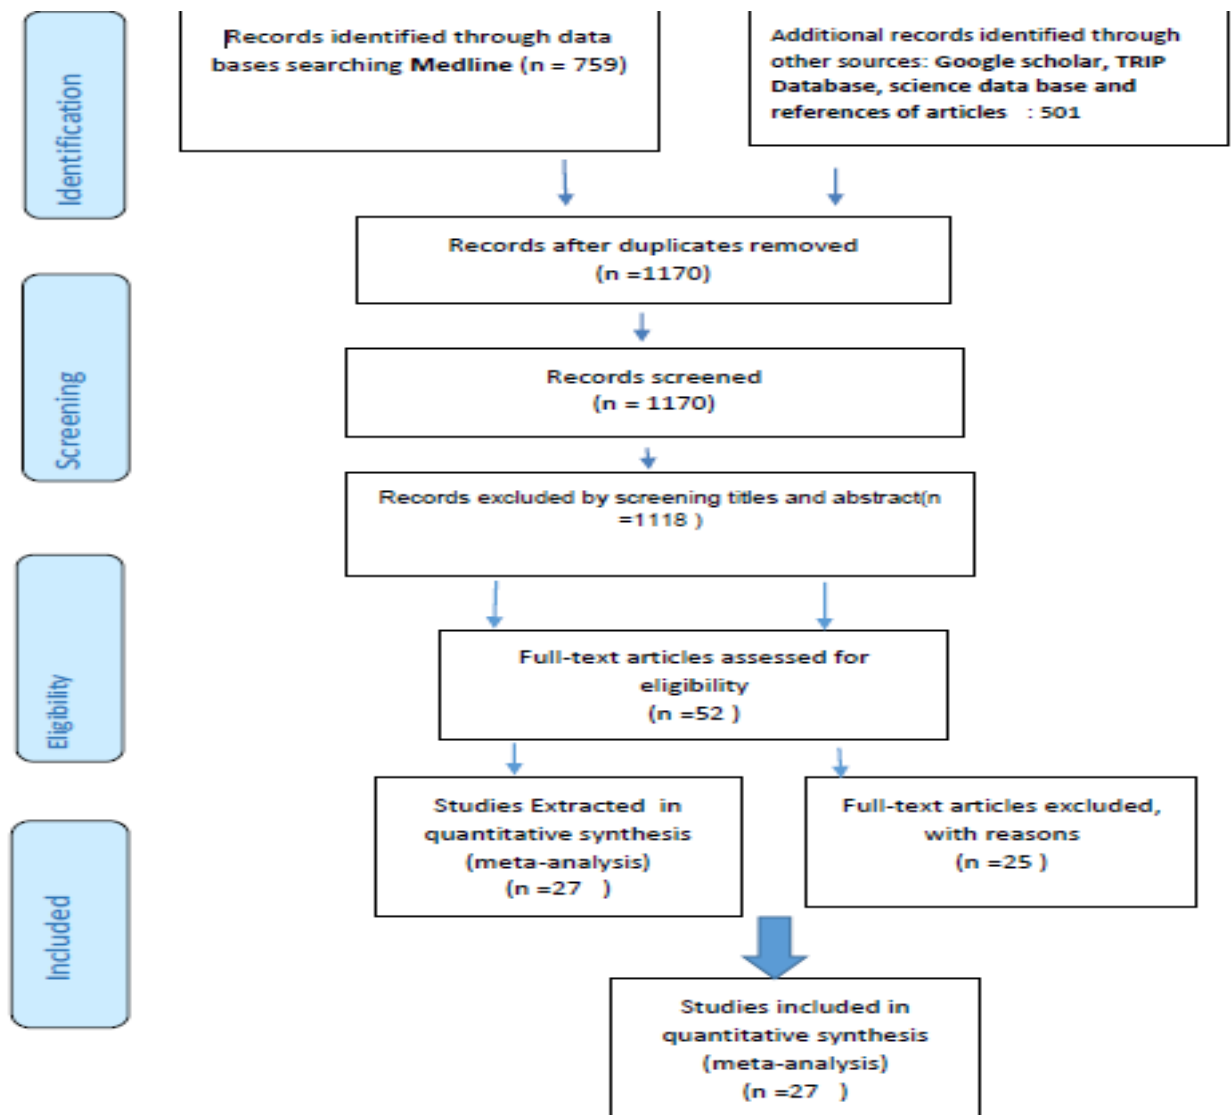 Identification
Records identified through data
bases searching Medline (n = 759)
Additional records identified through
other sources: Google scholar, TRIP
Database, science data base and
references of articles : 501
Records after duplicates removed
(n =1170)
Screening
Records screened
(n = 1170)
Records excluded by screening titles and abstract(n
=1118 )
Eligibility
Full-text articles assessed for
eligibility
(n =52 )
Studies Extracted in
quantitative synthesis
(meta-analysis)
(n =27 )
Full-text articles excluded,
with reasons
(n =25 )
Included
Studies included in
quantitative synthesis
(meta-analysis)
(n =27 )